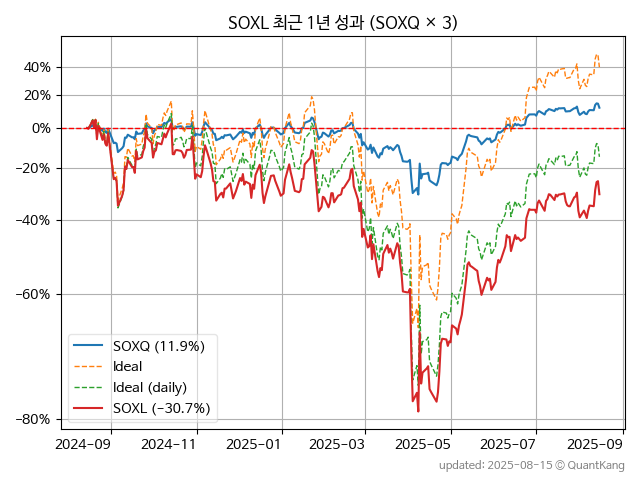 SOXL 최근 1년 성과 (SOXQ × 3)
40%
20%
0%
−20%
−40%
−60%
−80%
SOXQ (11.9%)
Ideal
Ideal (daily)
SOXL (−30.7%)
2024-09
2024-11
2025-01
2025-03
2025-05
2025-07
2025-09
updated: 2025-08-15 © QuantKang